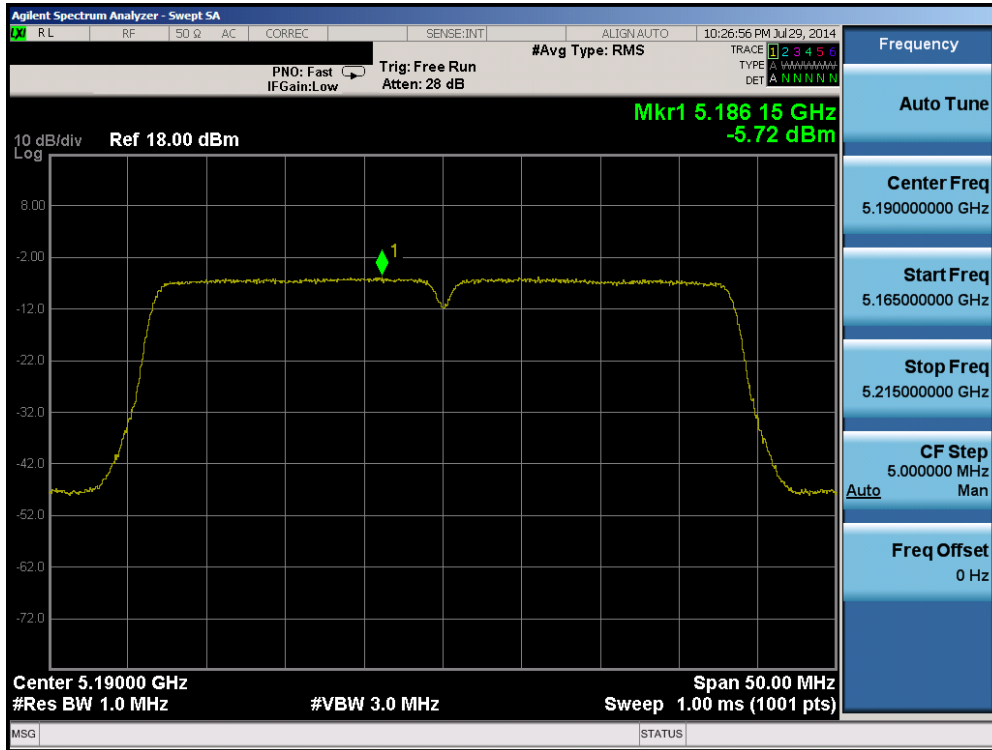 Agilent Spectrum Analyzer - Swept SA
LXI RL RF 50 Ω AC CORREC SENSE:INT ALIGN AUTO 10:26:56 PM Jul 29, 2014
#Avg Type: RMS
TRACE 1 2 3 4 5 6
PNO: Fast Trig: Free Run
TYPE A WWWWW
IFGain:Low Atten: 28 dB
DET A N N N N N
Mkr1 5.186 15 GHz
-5.72 dBm
10 dB/div Ref 18.00 dBm
Log
8.00
-2.00
1
-12.0
-22.0
-32.0
-42.0
-52.0
-62.0
-72.0
Center 5.19000 GHz Span 50.00 MHz
#Res BW 1.0 MHz #VBW 3.0 MHz Sweep 1.00 ms (1001 pts)
MSG STATUS
Frequency
Auto Tune
Center Freq
5.190000000 GHz
Start Freq
5.165000000 GHz
Stop Freq
5.215000000 GHz
CF Step
5.000000 MHz
Auto Man
Freq Offset
0 Hz